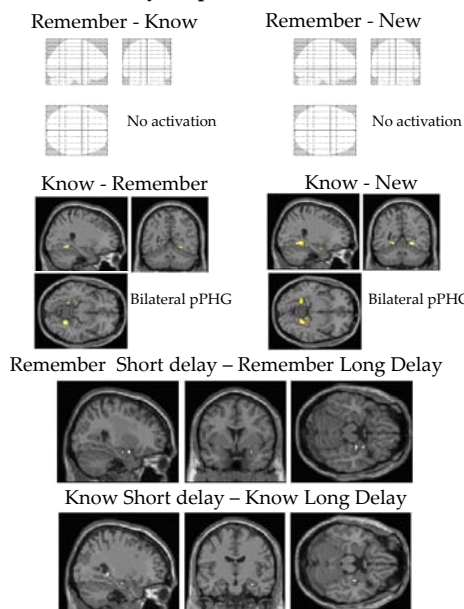 Remember - Know
Remember - New
No activation
No activation
Know - Remember
Know - New
Bilateral pPHG
Bilateral pPHG
Remember Short delay – Remember Long Delay
Know Short delay – Know Long Delay